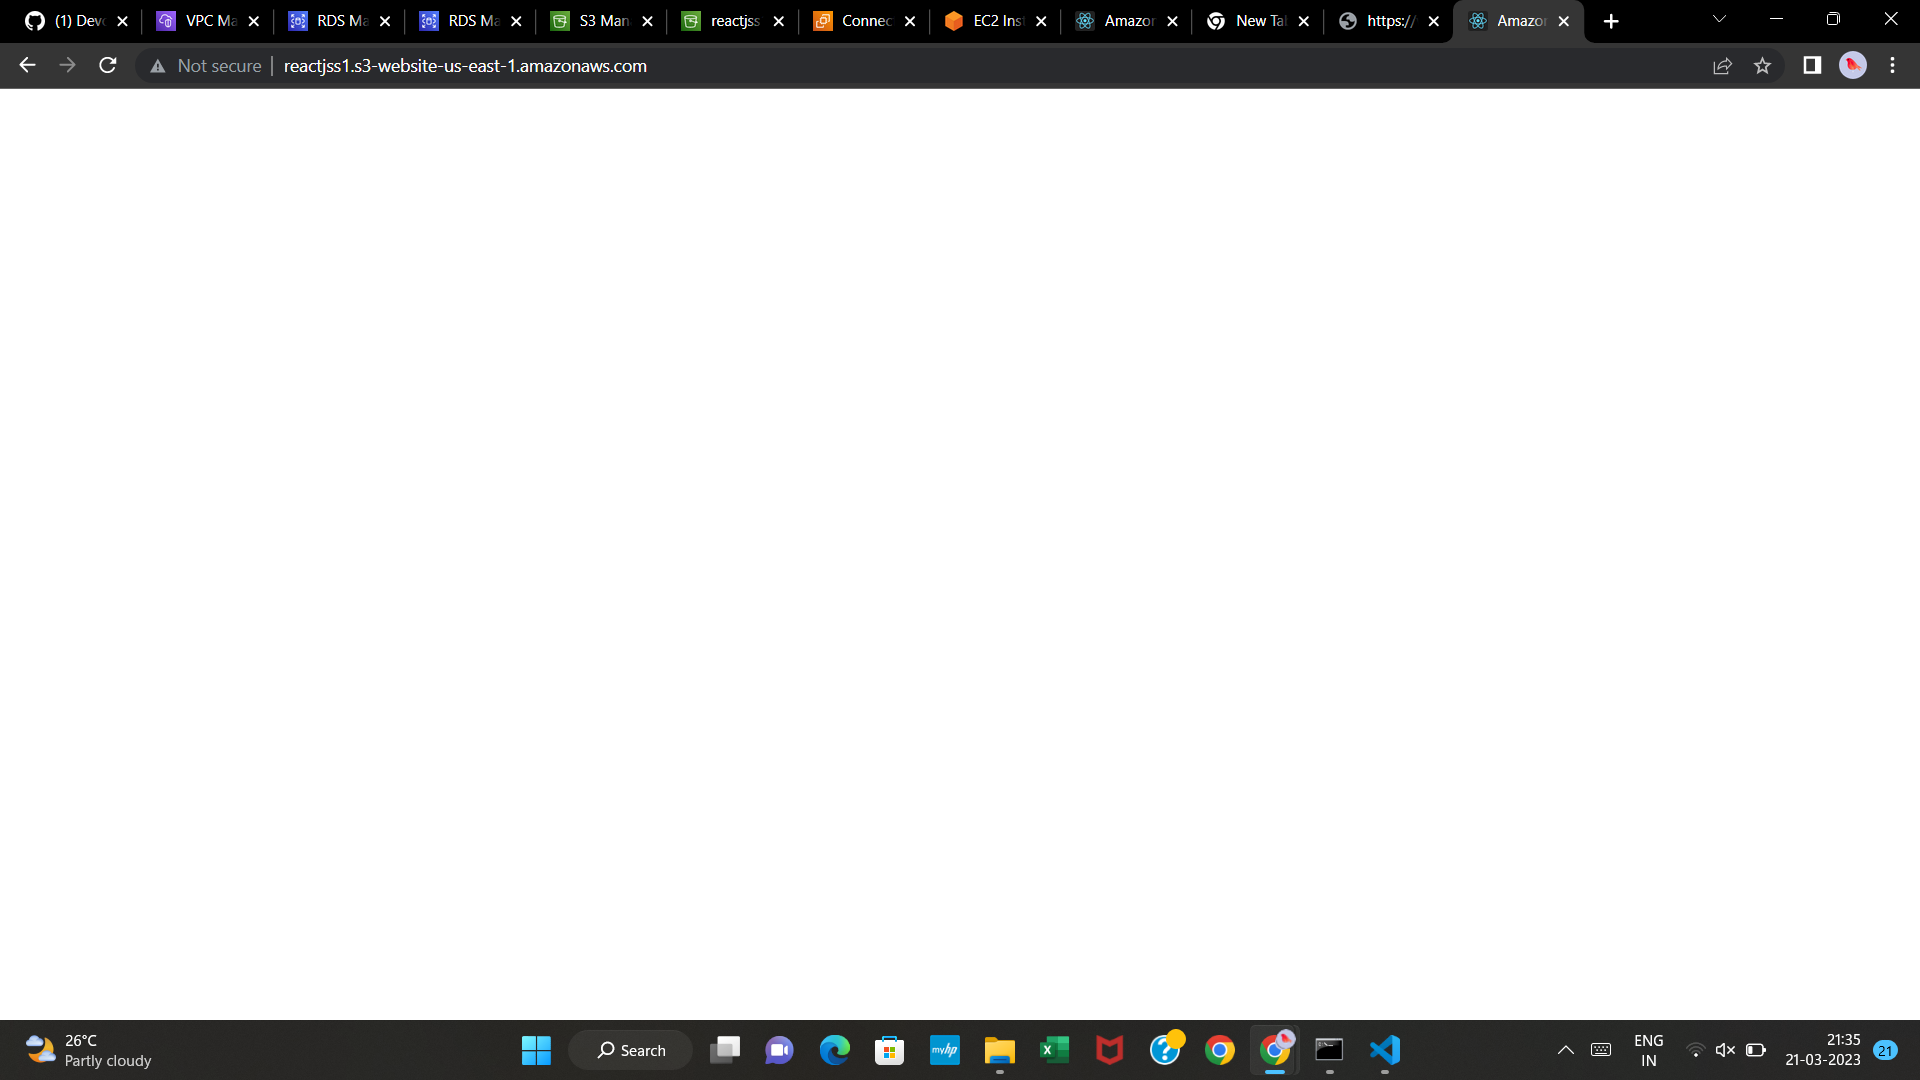 (1) Devo
VPC Ma
RDS Ma
RDS Ma
S3 Man
reactjss
Connec
EC2 Inst
Amazon
New Tal
https://
Amazon
Not secure
reactjss1.s3-website-us-east-1.amazonaws.com
26°C
Partly cloudy
Search
myhp
ENG
IN
21:35
21-03-2023
21